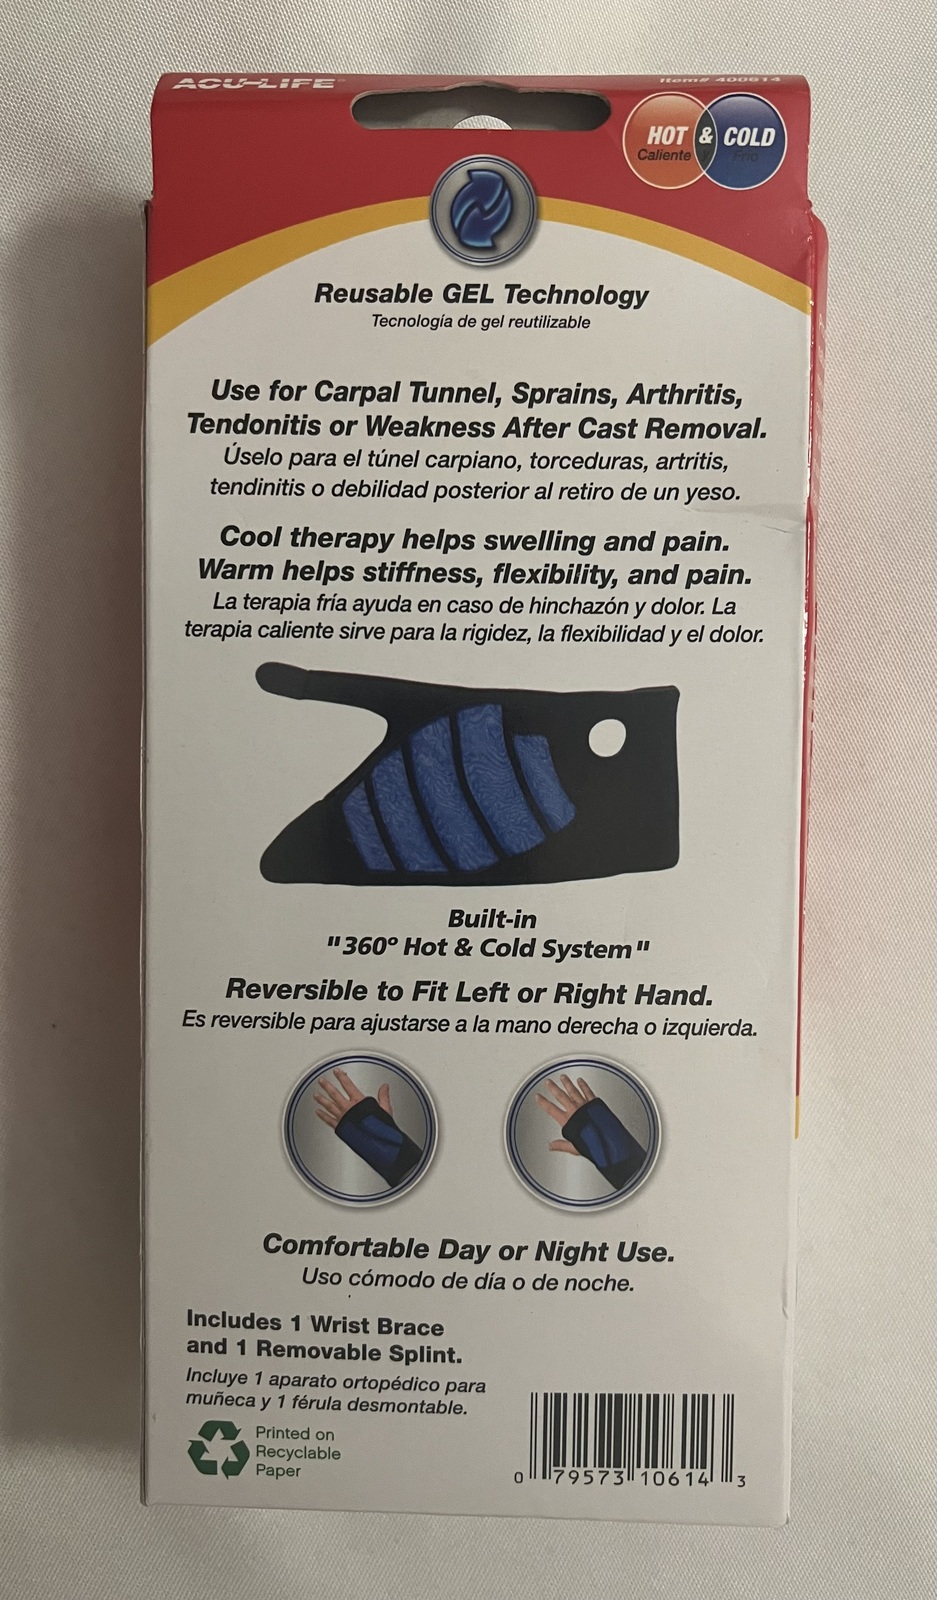 ACU-LIFE
Item# 400614
HOT & COLD
Caliente y Frío
Reusable GEL Technology
Tecnología de gel reutilizable
Use for Carpal Tunnel, Sprains, Arthritis,
Tendonitis or Weakness After Cast Removal.
Úselo para el túnel carpiano, torceduras, artritis,
tendinitis o debilidad posterior al retiro de un yeso.
Cool therapy helps swelling and pain.
Warm helps stiffness, flexibility, and pain.
La terapia fría ayuda en caso de hinchazón y dolor. La
terapia caliente sirve para la rigidez, la flexibilidad y el dolor.
Built-in
"360º Hot & Cold System"
Reversible to Fit Left or Right Hand.
Es reversible para ajustarse a la mano derecha o izquierda.
Comfortable Day or Night Use.
Uso cómodo de día o de noche.
Includes 1 Wrist Brace
and 1 Removable Splint.
Incluye 1 aparato ortopédico para
muñeca y 1 férula desmontable.
Printed on
Recyclable
Paper
0 79573 10614 3